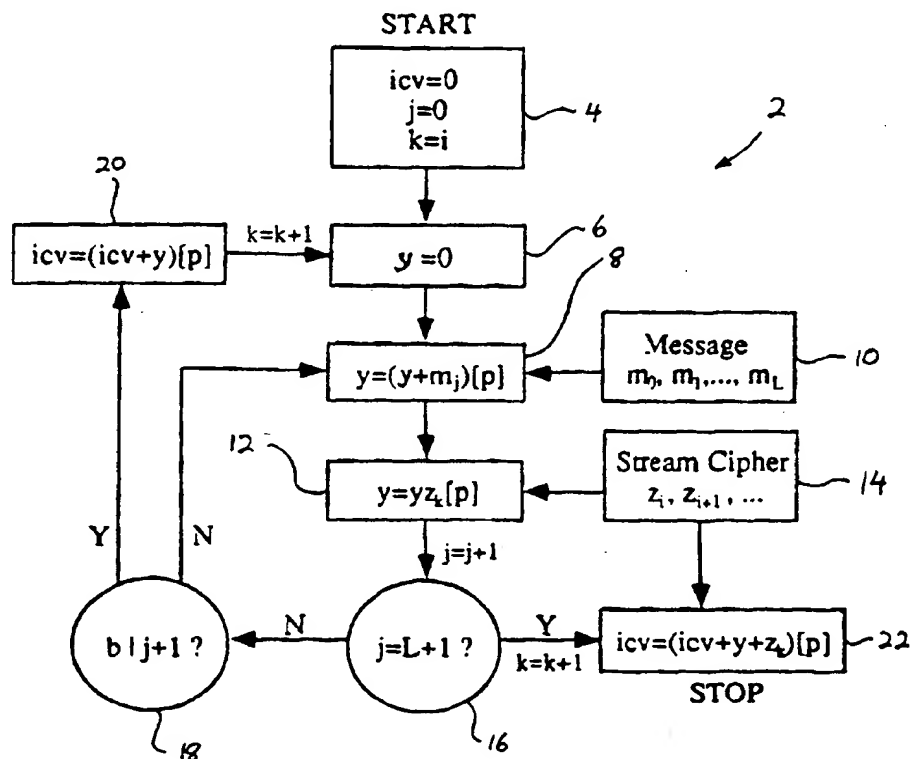 START
icv=0
j=0
k=i
4
2
20
icv=(icv+y)[p]
k=k+1
y=0
6
8
y=(y+mj)[p]
Message
m0, m1,..., mL
10
12
y=yzk[p]
Stream Cipher
zi, zi+1, ...
14
Y
N
j=j+1
b | j+1 ?
N
j=L+1 ?
Y
k=k+1
icv=(icv+y+zk)[p]
22
STOP
18
16